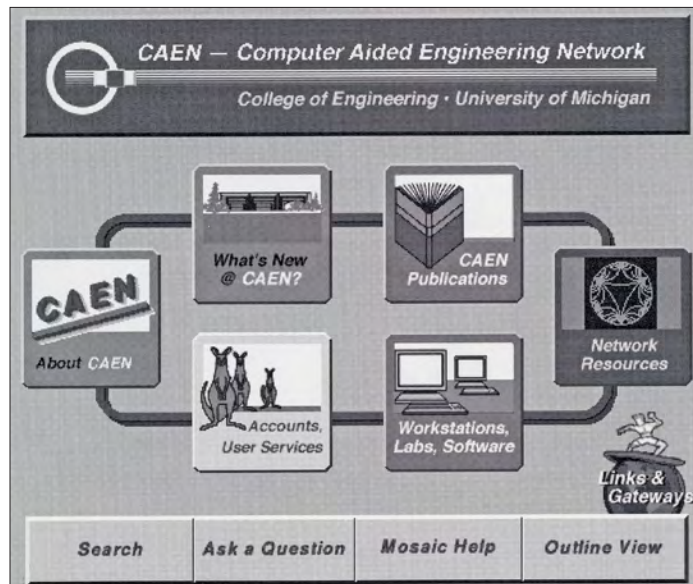 CAEN — Computer Aided Engineering Network
College of Engineering • University of Michigan
What's New
@ CAEN?
CAEN
Publications
CAEN
About CAEN
Network
Resources
Accounts,
User Services
Workstations,
Labs, Software
Links &
Gateways
Search
Ask a Question
Mosaic Help
Outline View